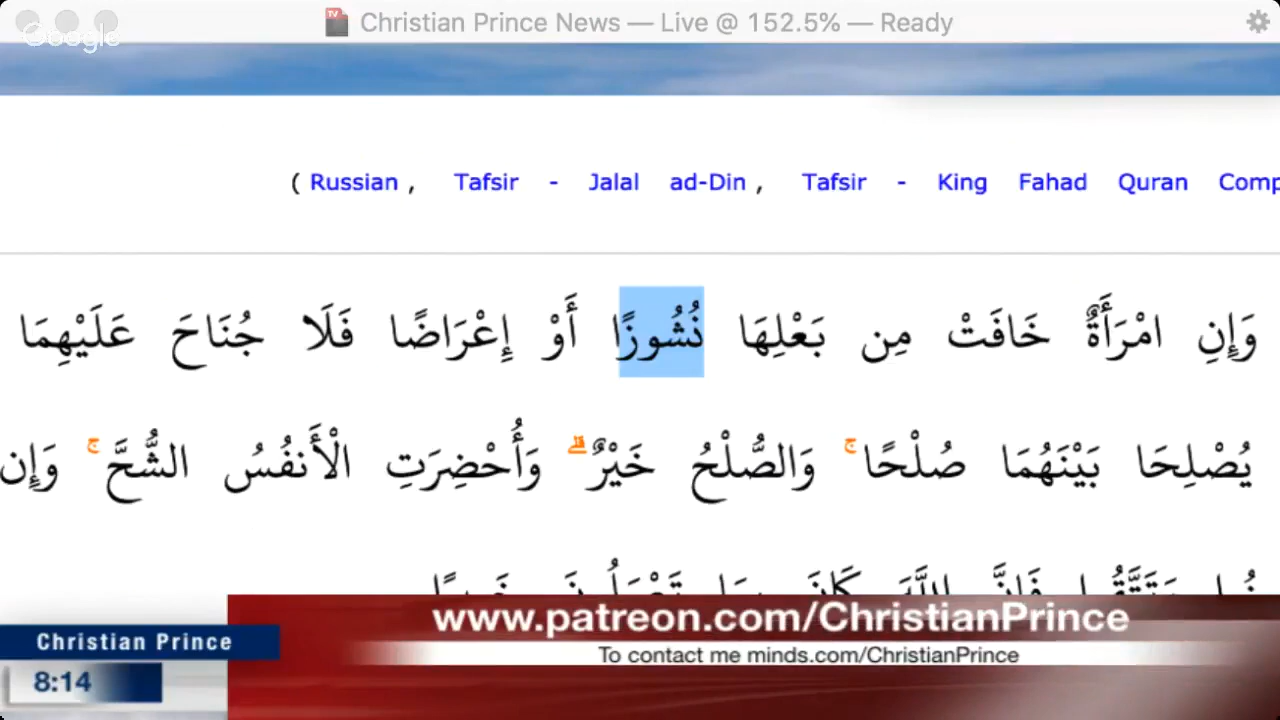 Christian Prince News — Live @ 152.5% — Ready
Google
( Russian , Tafsir - Jalal ad-Din , Tafsir - King Fahad Quran
وَإِنِ امْرَأَةٌ خَافَتْ مِن بَعْلِهَا نُشُوزًا أَوْ إِعْرَاضًا فَلَا جُنَاحَ عَلَيْهِمَا
يُصْلِحَا بَيْنَهُمَا صُلْحًا ۚ وَالصُّلْحُ خَيْرٌ ۗ وَأُحْضِرَتِ الْأَنفُسُ الشُّحَّ ۚ وَإِن
www.patreon.com/ChristianPrince
To contact me minds.com/ChristianPrince
Christian Prince
8:14